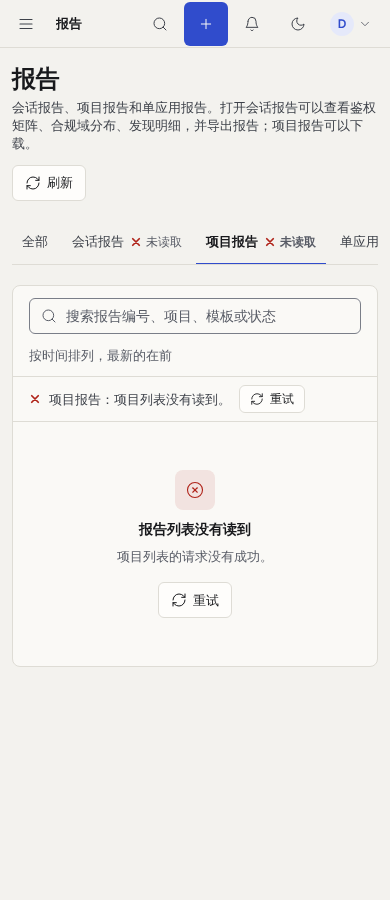 报告
D
报告
会话报告、项目报告和单应用报告。打开会话报告可以查看鉴权
矩阵、合规域分布、发现明细，并导出报告；项目报告可以下
载。
刷新
全部 会话报告 未读取 项目报告 未读取 单应用
搜索报告编号、项目、模板或状态
按时间排列，最新的在前
项目报告：项目列表没有读到。 重试
报告列表没有读到
项目列表的请求没有成功。
重试